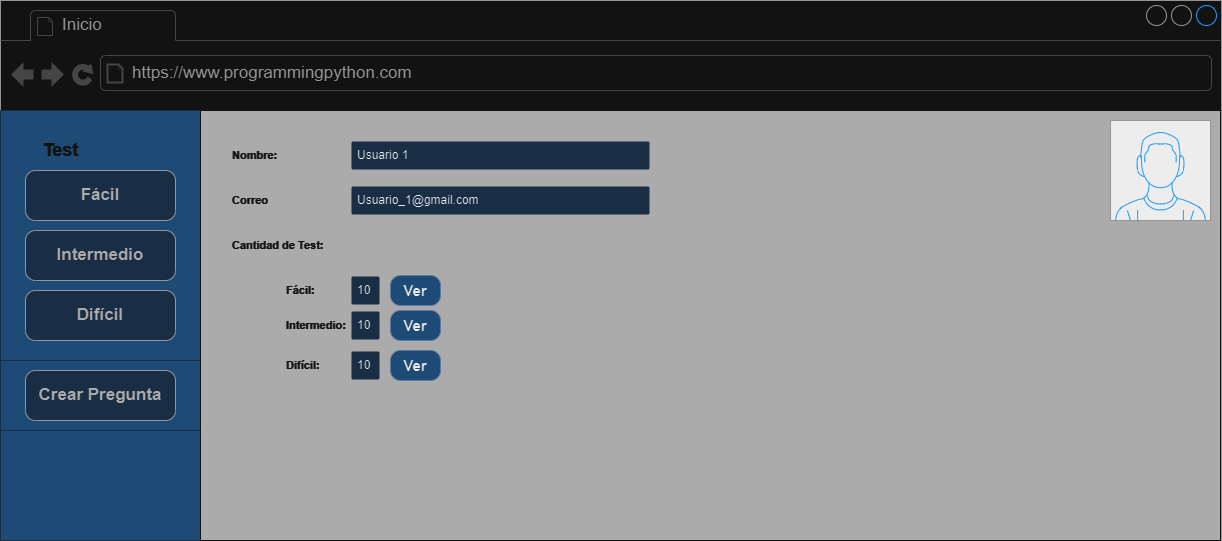 Inicio
https://www.programmingpython.com
Test
Fácil
Intermedio
Difícil
Crear Pregunta
Nombre: Usuario 1
Correo Usuario_1@gmail.com
Cantidad de Test:
Fácil: 10 Ver
Intermedio: 10 Ver
Difícil: 10 Ver